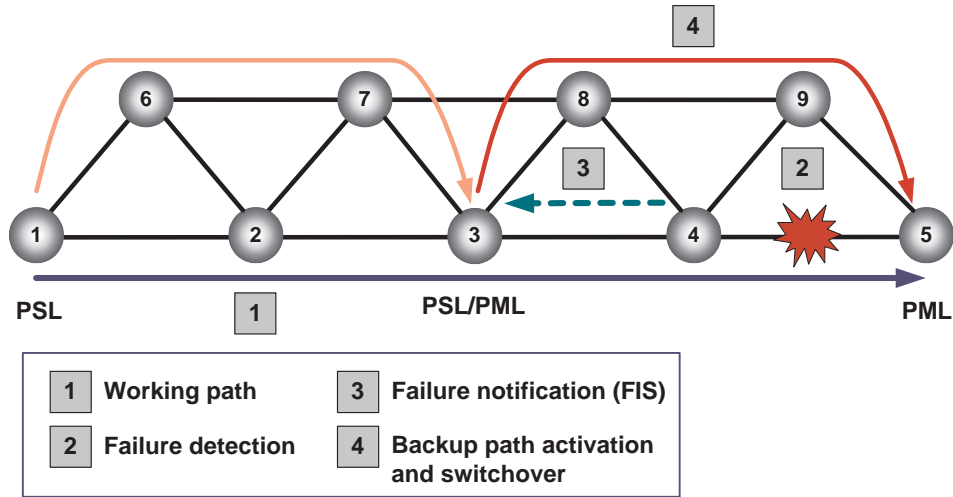 4
6
7
8
9
3
2
1
2
3
4
5
PSL
1
PSL/PML
PML
1 Working path
3 Failure notification (FIS)
2 Failure detection
4 Backup path activation
and switchover